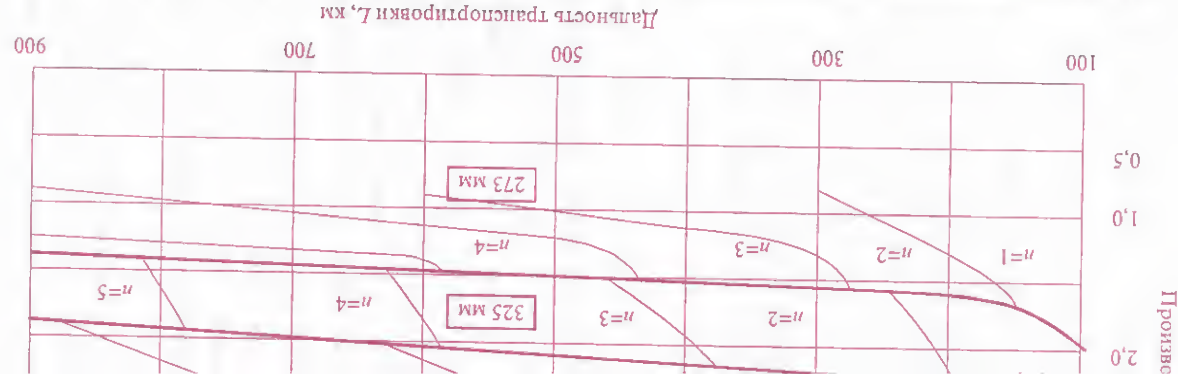 Произво
2,0
n=2
n=3
325 мм
n=4
n=5
n=1
n=2
n=3
n=4
1,0
273 мм
0,5
100 300 500 700 900
Дальность транспортировки L, км